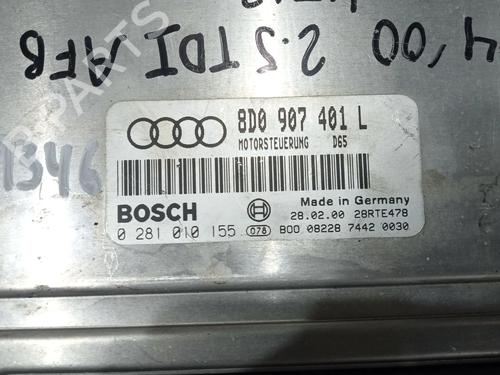 4,00 2.5 TDI AFB
1346
8D0 907 401 L
MOTORSTEUERUNG D65
BOSCH
Made in Germany
28.02.00 28RTE478
0 281 010 155 078 B00 08228 7442 0030
PARTS